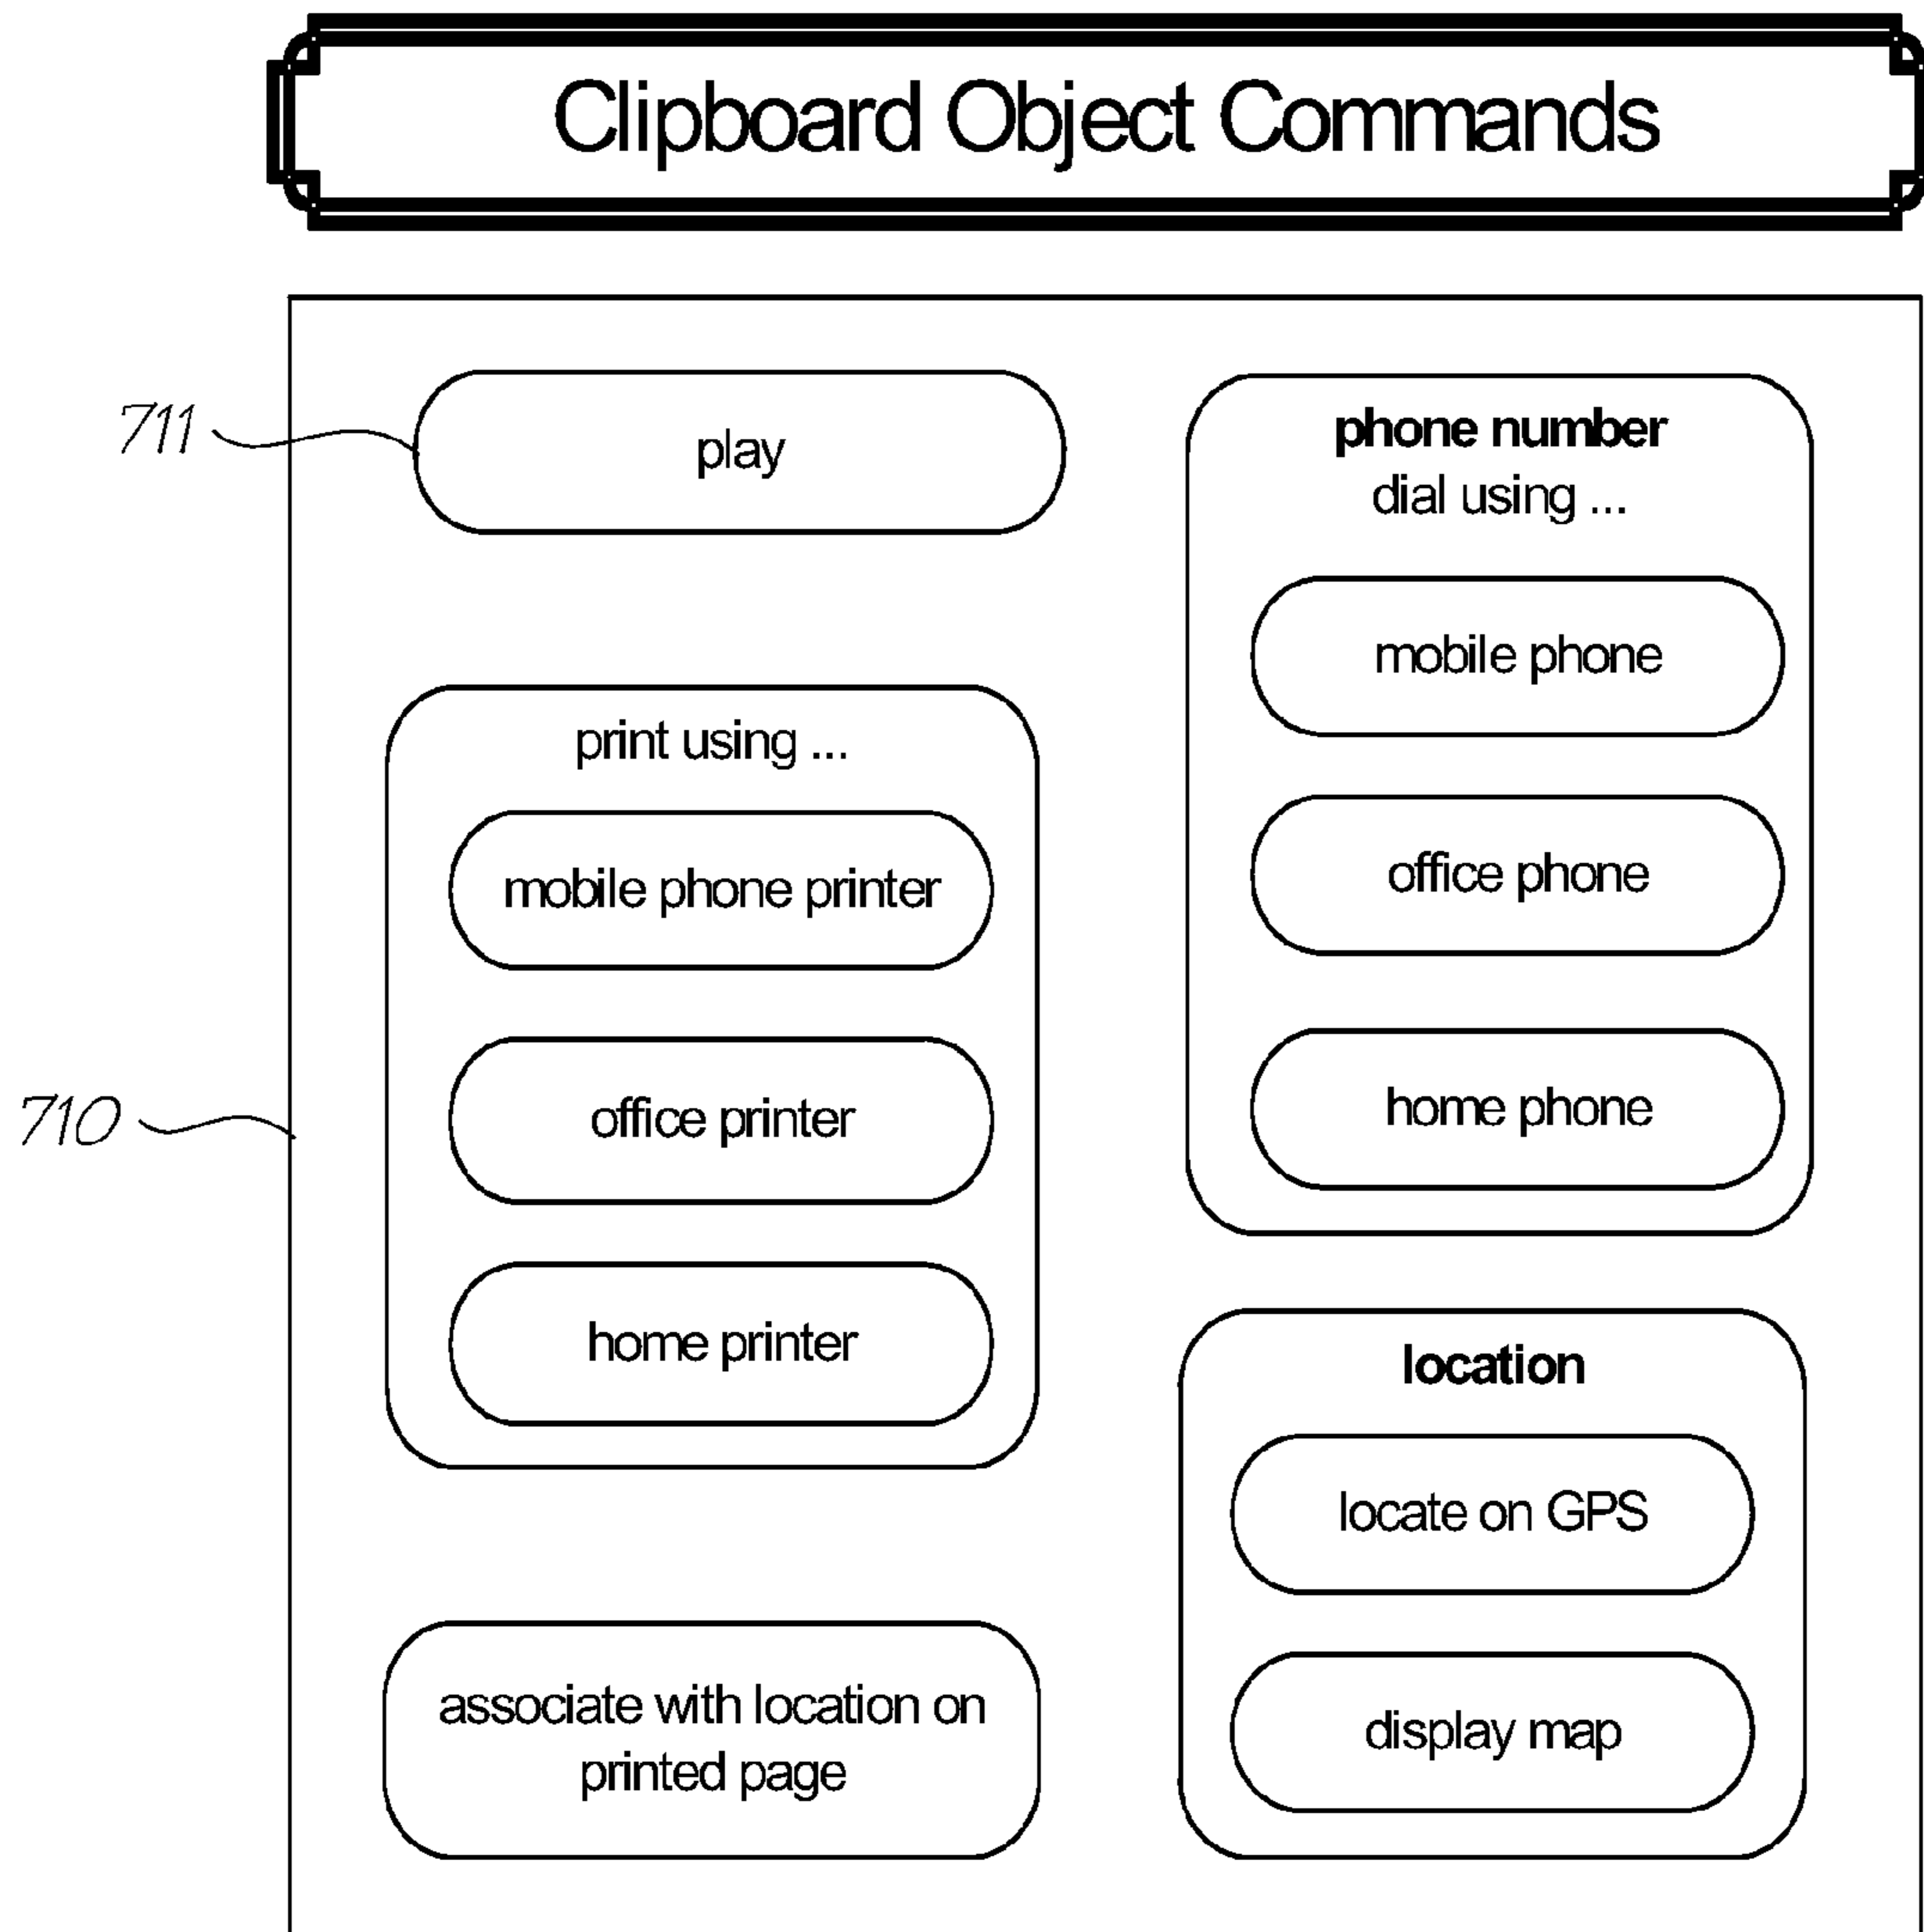 Clipboard Object Commands
711
play
print using ...
mobile phone printer
office printer
home printer
710
associate with location on
printed page
phone number
dial using ...
mobile phone
office phone
home phone
location
locate on GPS
display map